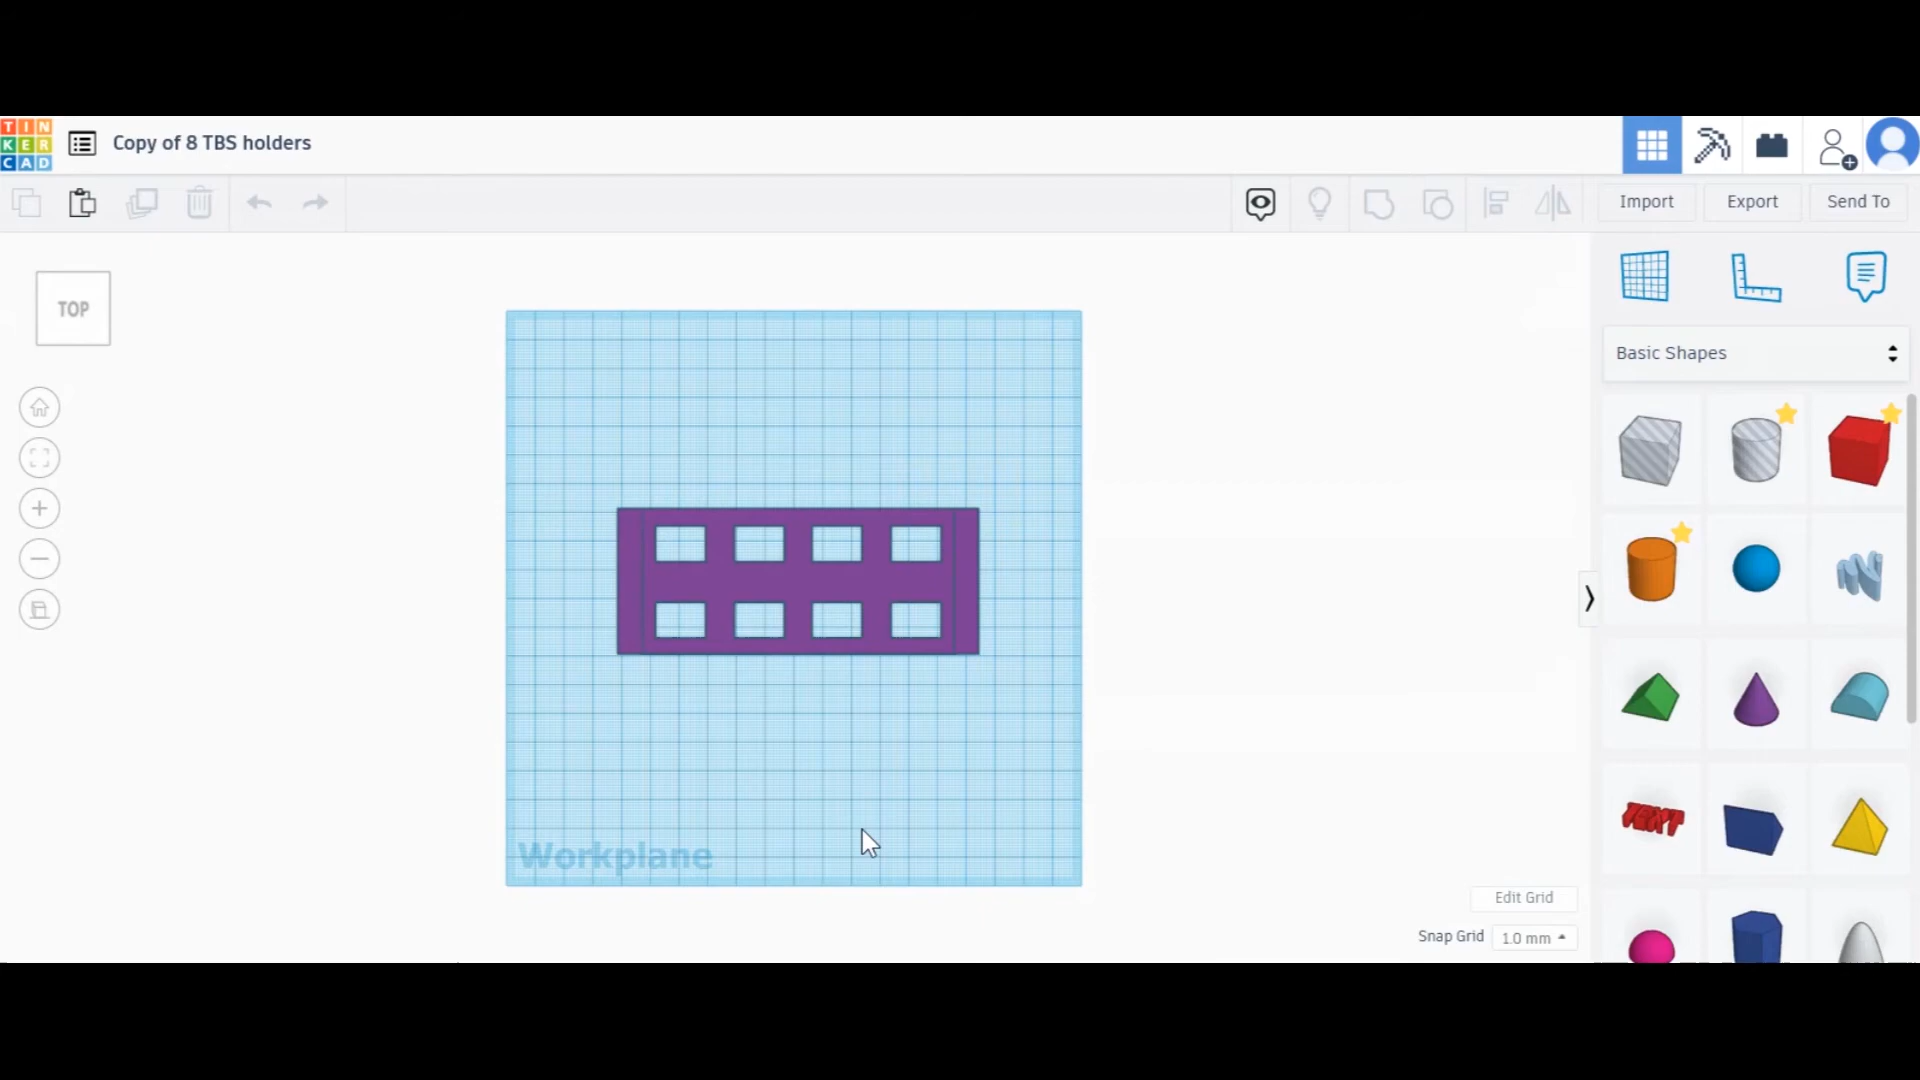 TIN
KER
CAD
Copy of 8 TBS holders
Import
Export
Send To
TOP
Basic Shapes
TEXT
Workplane
Edit Grid
Snap Grid
1.0 mm